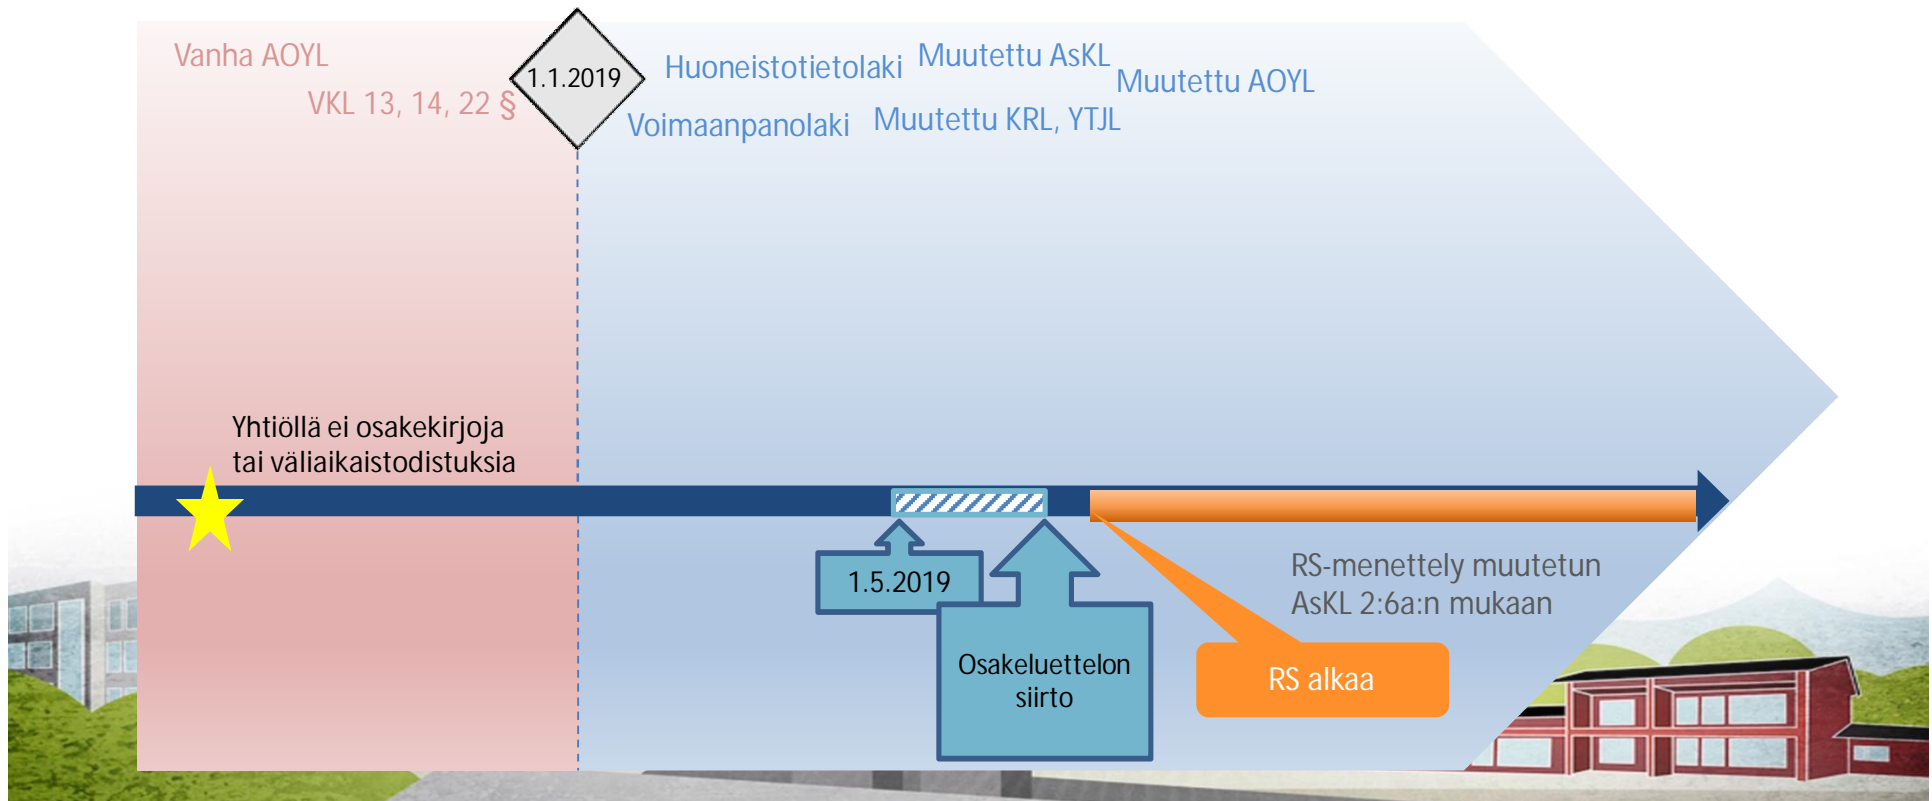 Vanha AOYL
VKL 13, 14, 22 §
1.1.2019
Huoneistotietolaki
Muutettu AsKL
Muutettu AOYL
Voimaanpanolaki
Muutettu KRL, YTJL
Yhtiöllä ei osakekirjoja
tai väliaikaistodistuksia
1.5.2019
Osakeluettelon
siirto
RS alkaa
RS-menettely muutetun
AsKL 2:6a:n mukaan